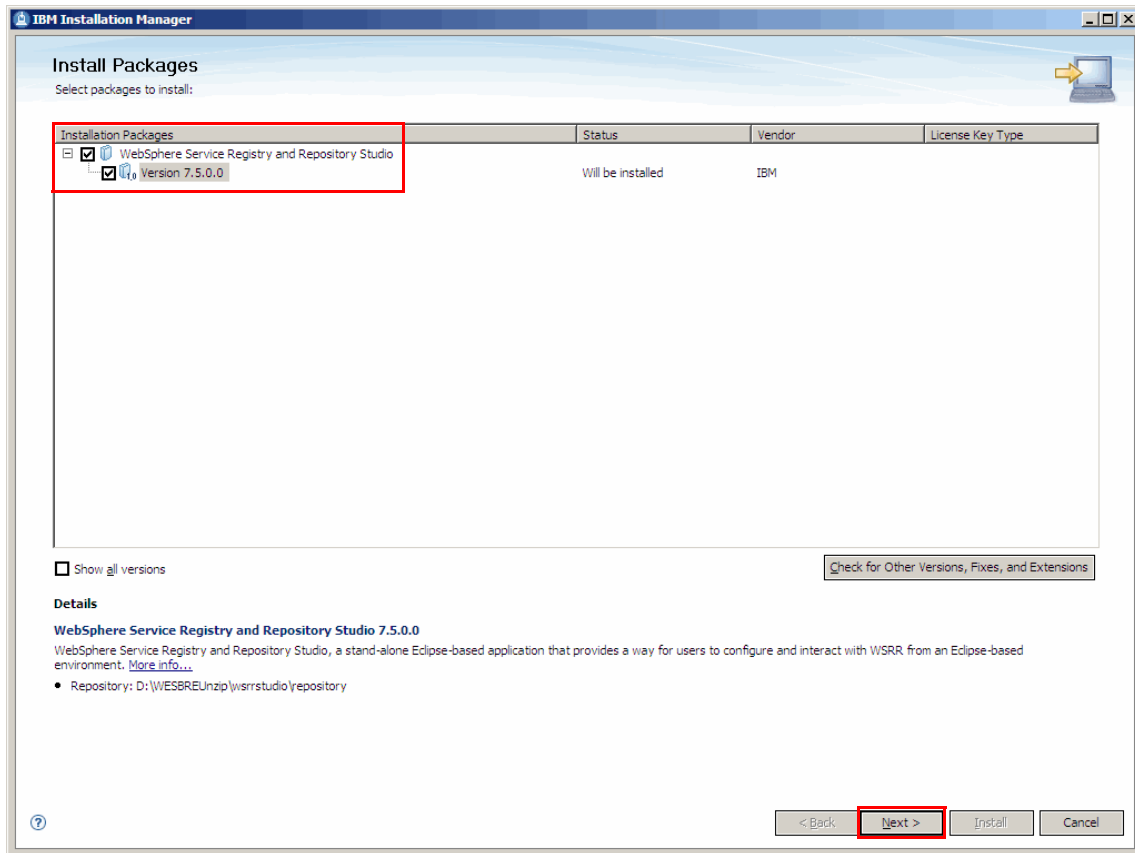 IBM Installation Manager
Install Packages
Select packages to install:
Installation Packages Status Vendor License Key Type
WebSphere Service Registry and Repository Studio
Version 7.5.0.0 Will be installed IBM
Show all versions Check for Other Versions, Fixes, and Extensions
Details
WebSphere Service Registry and Repository Studio 7.5.0.0
WebSphere Service Registry and Repository Studio, a stand-alone Eclipse-based application that provides a way for users to configure and interact with WSRR from an Eclipse-based
environment. More info...
• Repository: D:\WESBREUnzip\wsrrstudio\repository
? < Back Next > Install Cancel